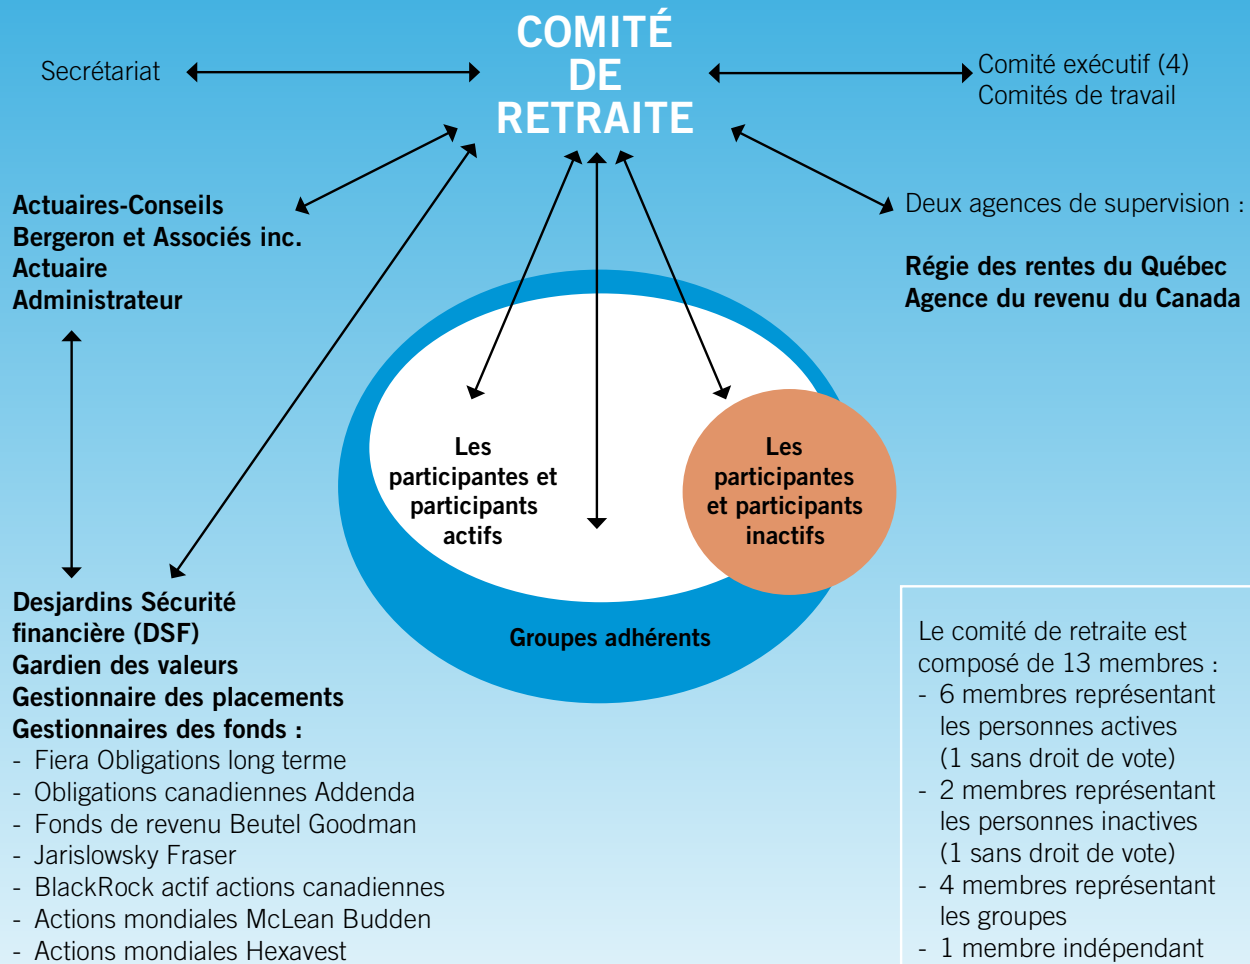 COMITÉ
DE
RETRAITE
Secrétariat
Comité exécutif (4)
Comités de travail
Actuaires-Conseils
Bergeron et Associés inc.
Actuaire
Administrateur
Deux agences de supervision :
Régie des rentes du Québec
Agence du revenu du Canada
Les
participantes et
participants
actifs
Les
participantes
et participants
inactifs
Groupes adhérents
Desjardins Sécurité
financière (DSF)
Gardien des valeurs
Gestionnaire des placements
Gestionnaires des fonds :
- Fiera Obligations long terme
- Obligations canadiennes Addenda
- Fonds de revenu Beutel Goodman
- Jarislowsky Fraser
- BlackRock actif actions canadiennes
- Actions mondiales McLean Budden
- Actions mondiales Hexavest
Le comité de retraite est
composé de 13 membres :
- 6 membres représentant
les personnes actives
(1 sans droit de vote)
- 2 membres représentant
les personnes inactives
(1 sans droit de vote)
- 4 membres représentant
les groupes
- 1 membre indépendant